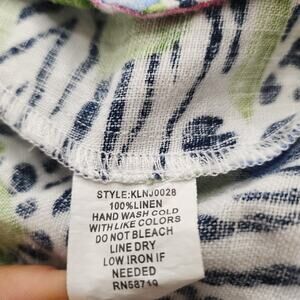 STYLE:KLNJ0028
100%LINEN
HAND WASH COLD
WITH LIKE COLORS
DO NOT BLEACH
LINE DRY
LOW IRON IF
NEEDED
RN58719